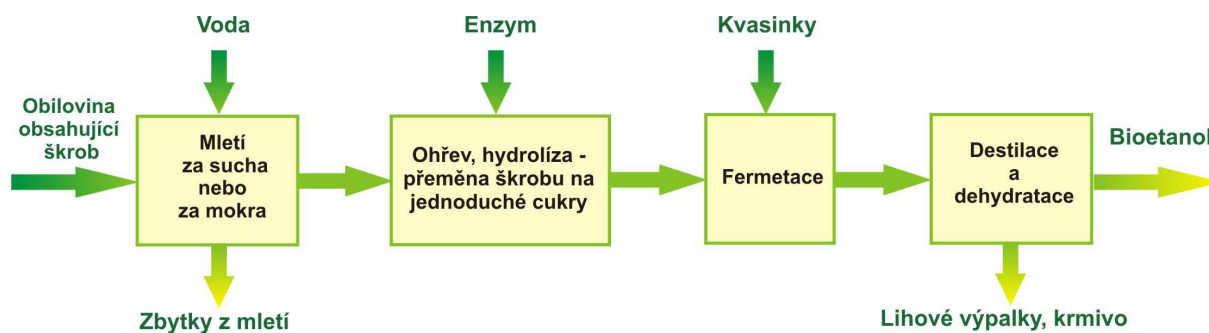 Voda
Enzym
Kvasinky
Obilovina
obsahující
škrob
Mletí
za sucha
nebo
za mokra
Ohřev, hydrolíza -
přeměna škrobu na
jednoduché cukry
Fermetace
Destilace
a
dehydratace
Bioetanol
Zbytky z mletí
Lihové výpalky, krmivo